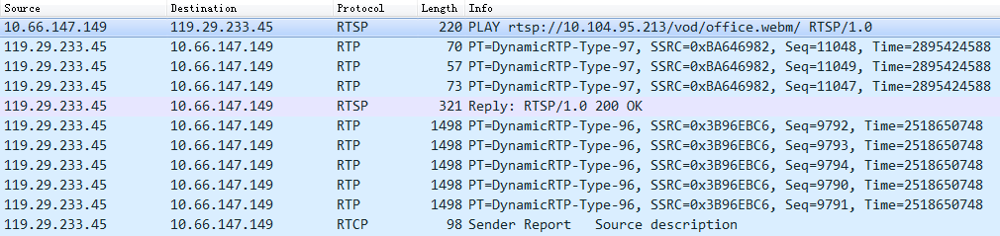 Source Destination Protocol Length Info
10.66.147.149 119.29.233.45 RTSP 220 PLAY rtsp://10.104.95.213/vod/office.webm/ RTSP/1.0
119.29.233.45 10.66.147.149 RTP 70 PT=DynamicRTP-Type-97, SSRC=0xBA646982, Seq=11048, Time=2895424588
119.29.233.45 10.66.147.149 RTP 57 PT=DynamicRTP-Type-97, SSRC=0xBA646982, Seq=11049, Time=2895424588
119.29.233.45 10.66.147.149 RTP 73 PT=DynamicRTP-Type-97, SSRC=0xBA646982, Seq=11047, Time=2895424588
119.29.233.45 10.66.147.149 RTSP 321 Reply: RTSP/1.0 200 OK
119.29.233.45 10.66.147.149 RTP 1498 PT=DynamicRTP-Type-96, SSRC=0x3B96EBC6, Seq=9792, Time=2518650748
119.29.233.45 10.66.147.149 RTP 1498 PT=DynamicRTP-Type-96, SSRC=0x3B96EBC6, Seq=9793, Time=2518650748
119.29.233.45 10.66.147.149 RTP 1498 PT=DynamicRTP-Type-96, SSRC=0x3B96EBC6, Seq=9794, Time=2518650748
119.29.233.45 10.66.147.149 RTP 1498 PT=DynamicRTP-Type-96, SSRC=0x3B96EBC6, Seq=9790, Time=2518650748
119.29.233.45 10.66.147.149 RTP 1498 PT=DynamicRTP-Type-96, SSRC=0x3B96EBC6, Seq=9791, Time=2518650748
119.29.233.45 10.66.147.149 RTCP 98 Sender Report Source description